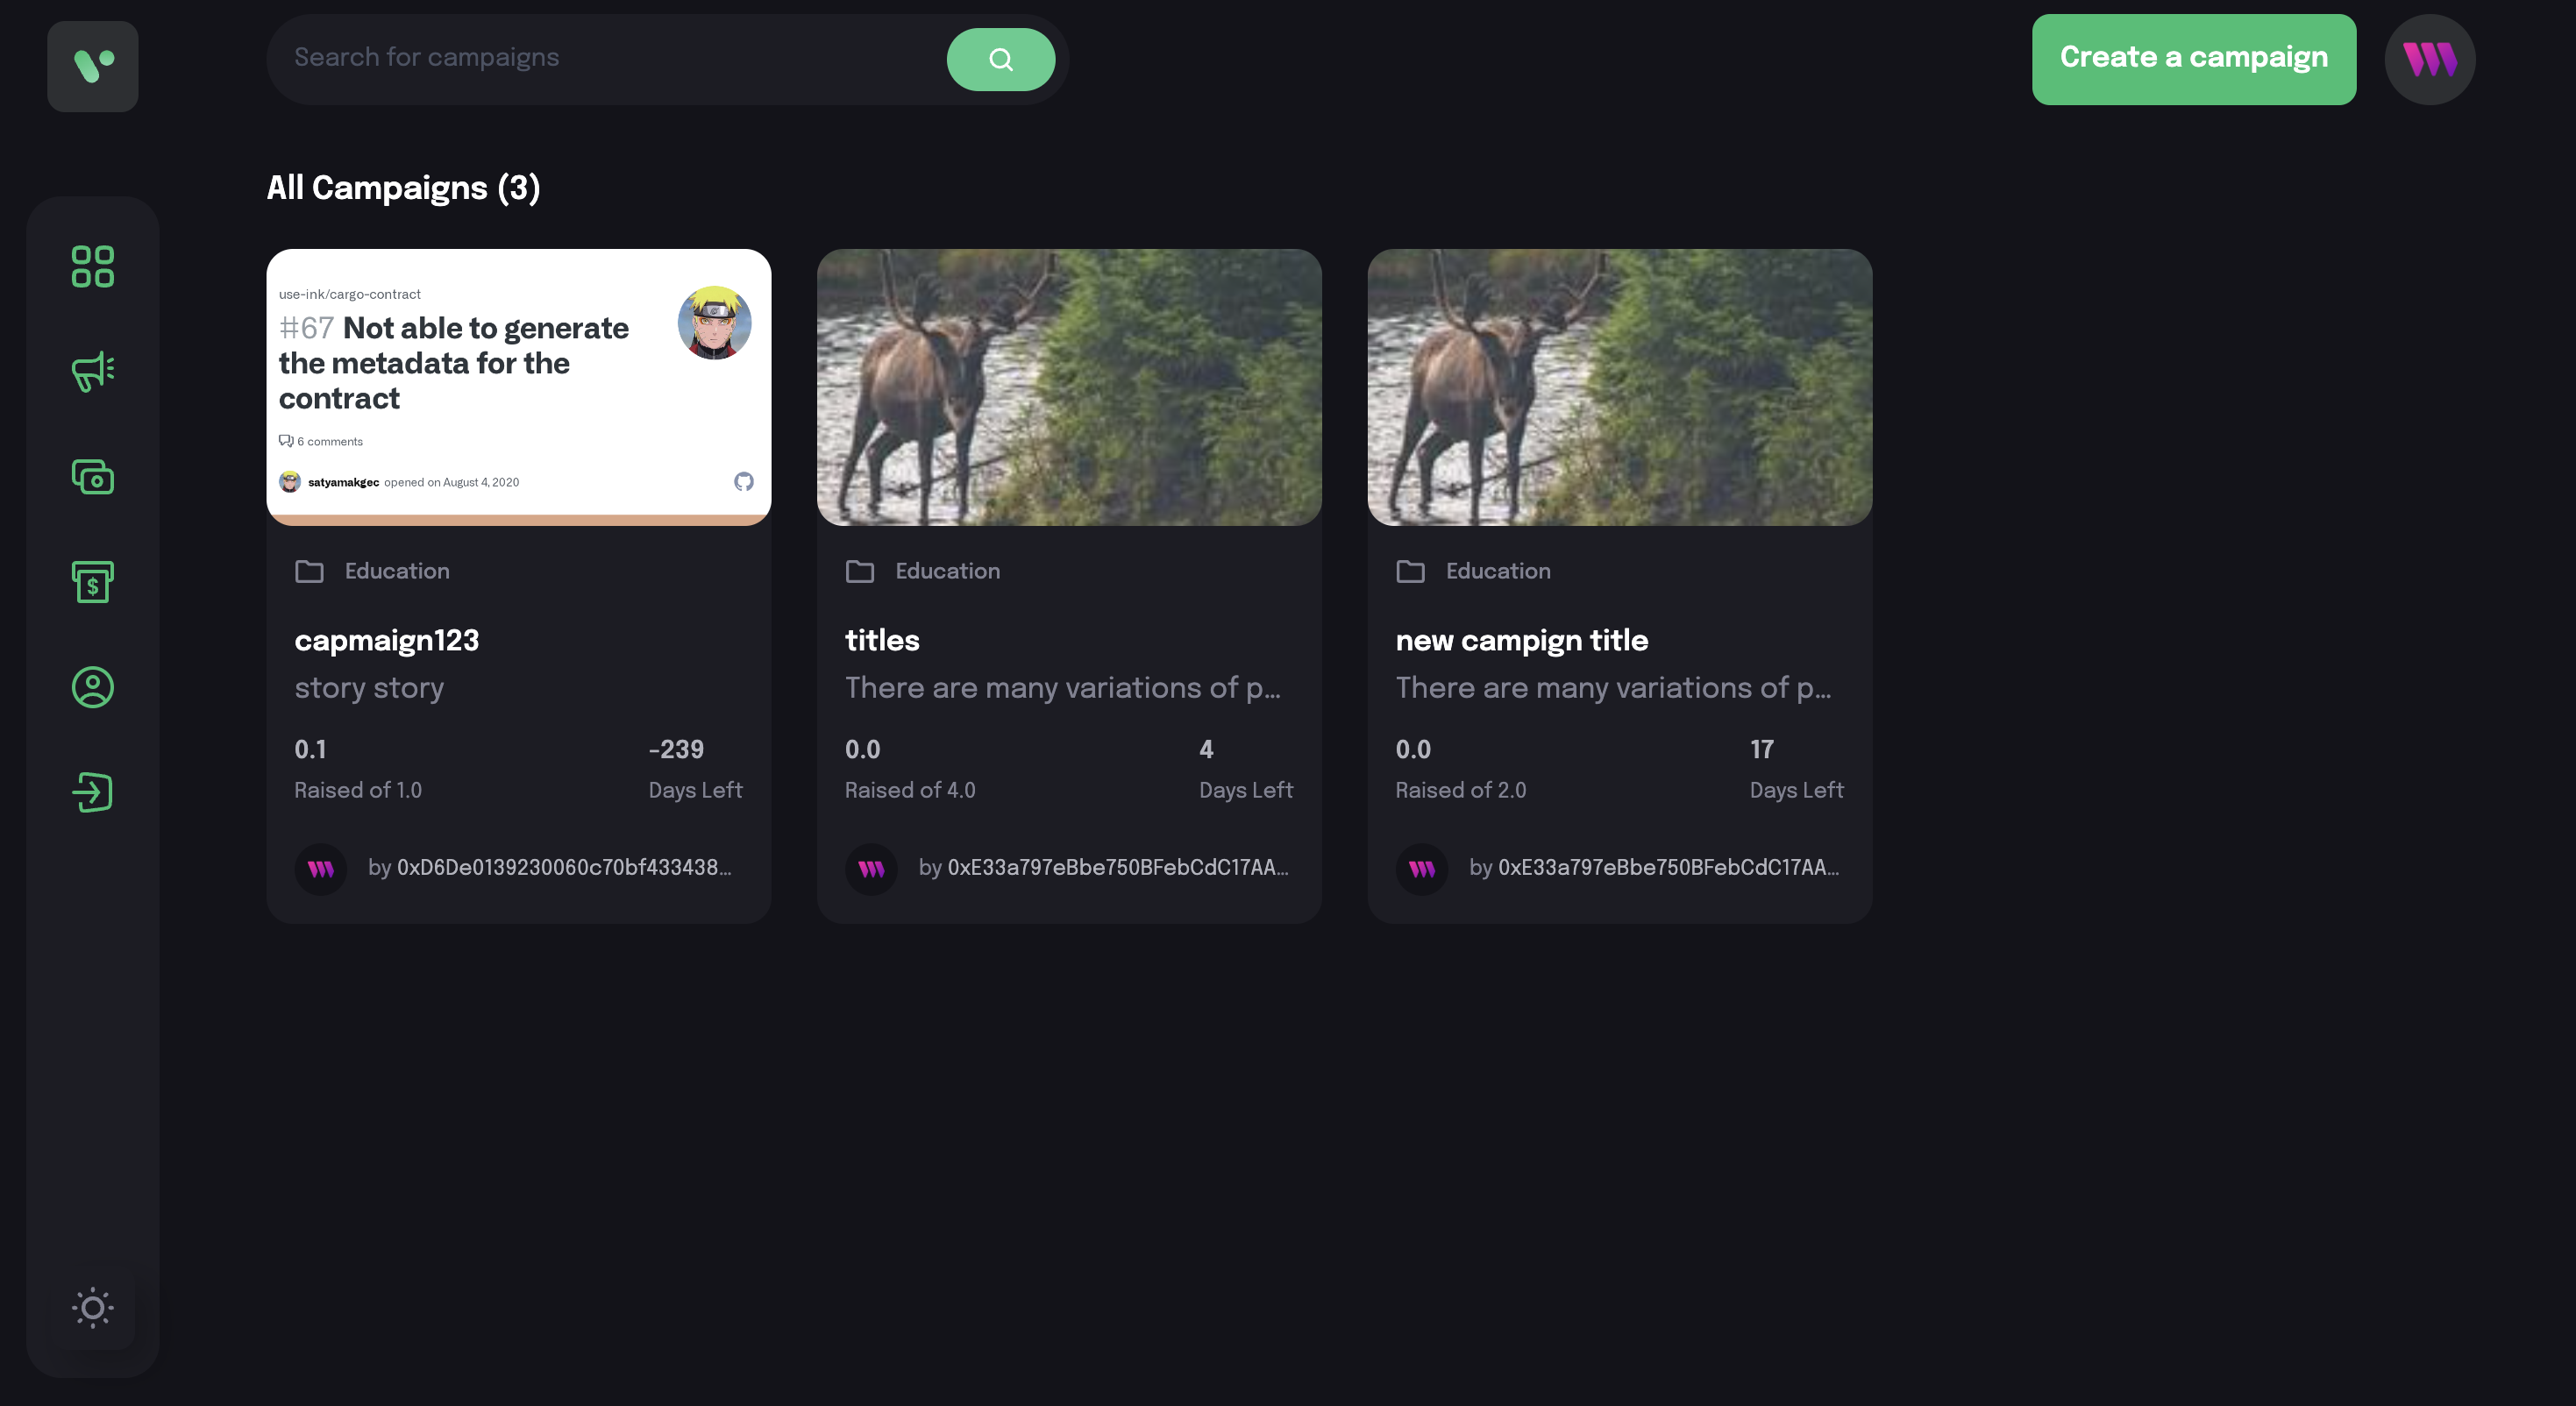 Search for campaigns
Create a campaign
All Campaigns (3)
use-ink/cargo-contract
#67 Not able to generate
the metadata for the
contract
6 comments
satyamakgec opened on August 4, 2020
Education
capmaign123
story story
0.1
-239
Raised of 1.0
Days Left
by 0xD6De0139230060c70bf433438...
Education
titles
There are many variations of p...
0.0
4
Raised of 4.0
Days Left
by 0xE33a797eBbe750BFebCdC17AA...
Education
new campign title
There are many variations of p...
0.0
17
Raised of 2.0
Days Left
by 0xE33a797eBbe750BFebCdC17AA...